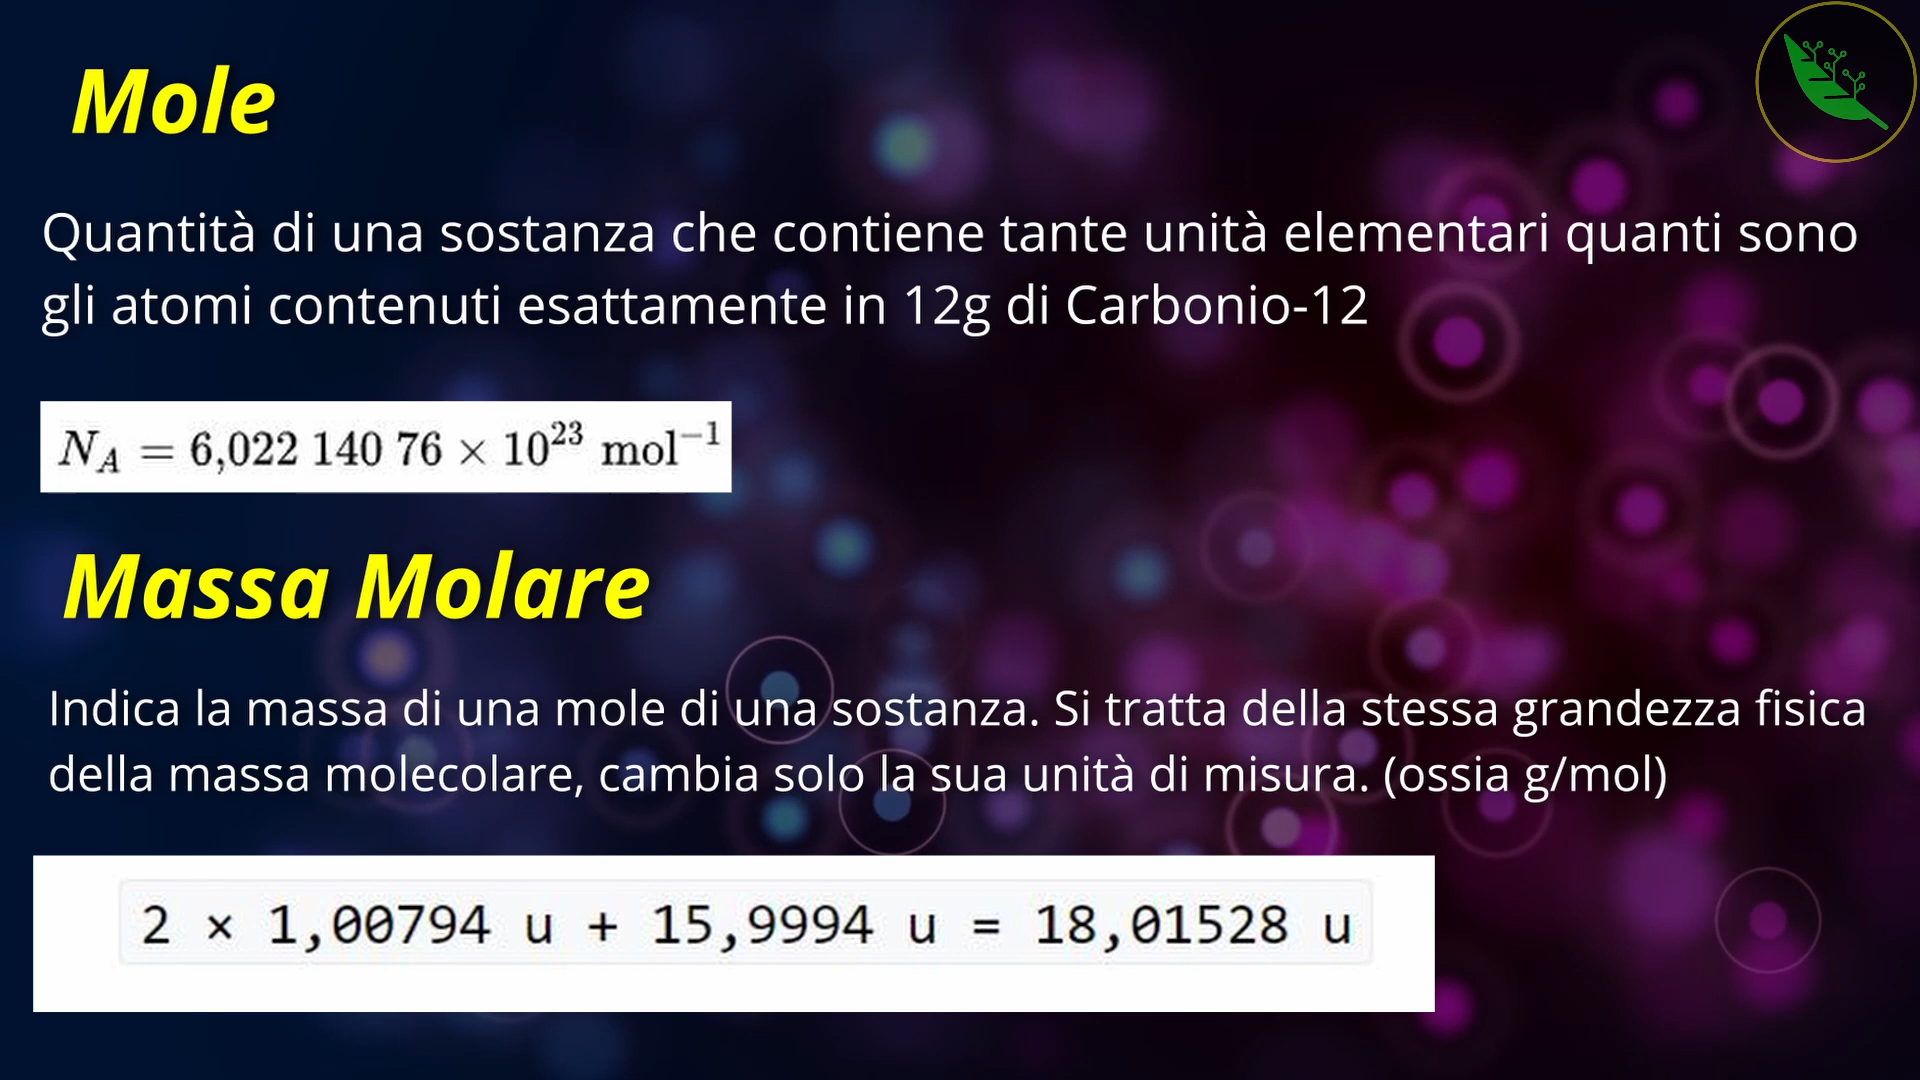 Mole
Quantità di una sostanza che contiene tante unità elementari quanti sono
gli atomi contenuti esattamente in 12g di Carbonio-12
N_A = 6,022 140 76 × 10²³ mol⁻¹
Massa Molare
Indica la massa di una mole di una sostanza. Si tratta della stessa grandezza fisica
della massa molecolare, cambia solo la sua unità di misura. (ossia g/mol)
2 × 1,00794 u + 15,9994 u = 18,01528 u